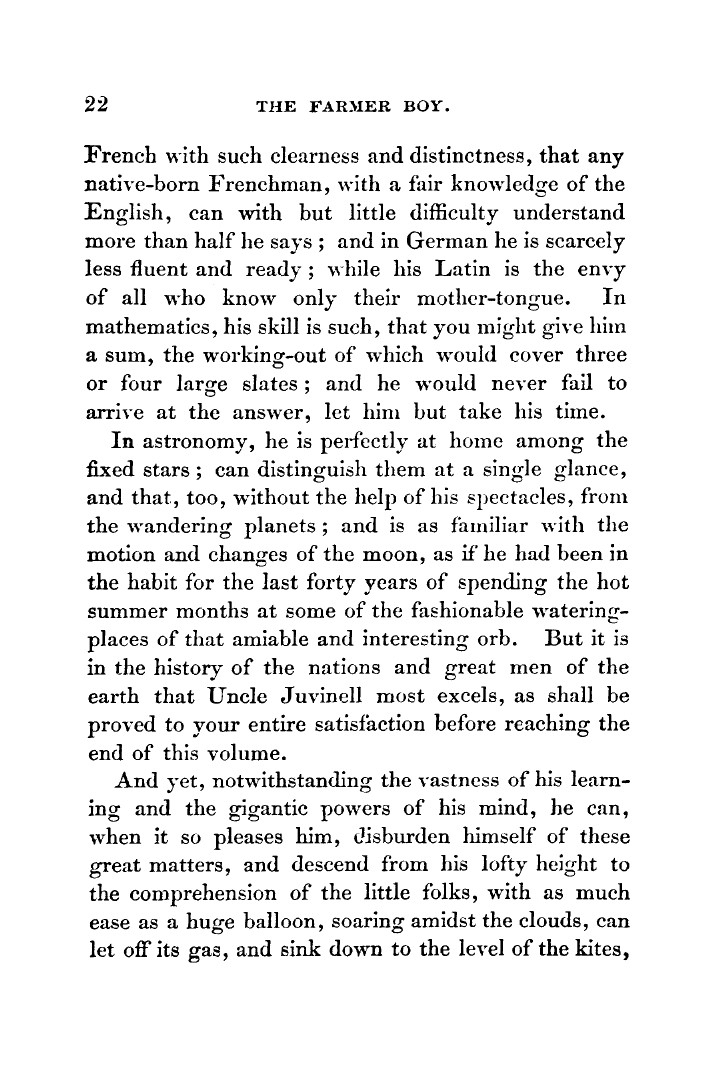 22 THE FARMER BOY.
French with such clearness and distinctness, that any
native-born Frenchman, with a fair knowledge of the
English, can with but little difficulty understand
more than half he says ; and in German he is scarcely
less fluent and ready ; while his Latin is the envy
of all who know only their mother-tongue. In
mathematics, his skill is such, that you might give him
a sum, the working-out of which would cover three
or four large slates ; and he would never fail to
arrive at the answer, let him but take his time.
In astronomy, he is perfectly at home among the
fixed stars ; can distinguish them at a single glance,
and that, too, without the help of his spectacles, from
the wandering planets ; and is as familiar with the
motion and changes of the moon, as if he had been in
the habit for the last forty years of spending the hot
summer months at some of the fashionable watering-
places of that amiable and interesting orb. But it is
in the history of the nations and great men of the
earth that Uncle Juvinell most excels, as shall be
proved to your entire satisfaction before reaching the
end of this volume.
And yet, notwithstanding the vastness of his learn-
ing and the gigantic powers of his mind, he can,
when it so pleases him, disburden himself of these
great matters, and descend from his lofty height to
the comprehension of the little folks, with as much
ease as a huge balloon, soaring amidst the clouds, can
let off its gas, and sink down to the level of the kites,